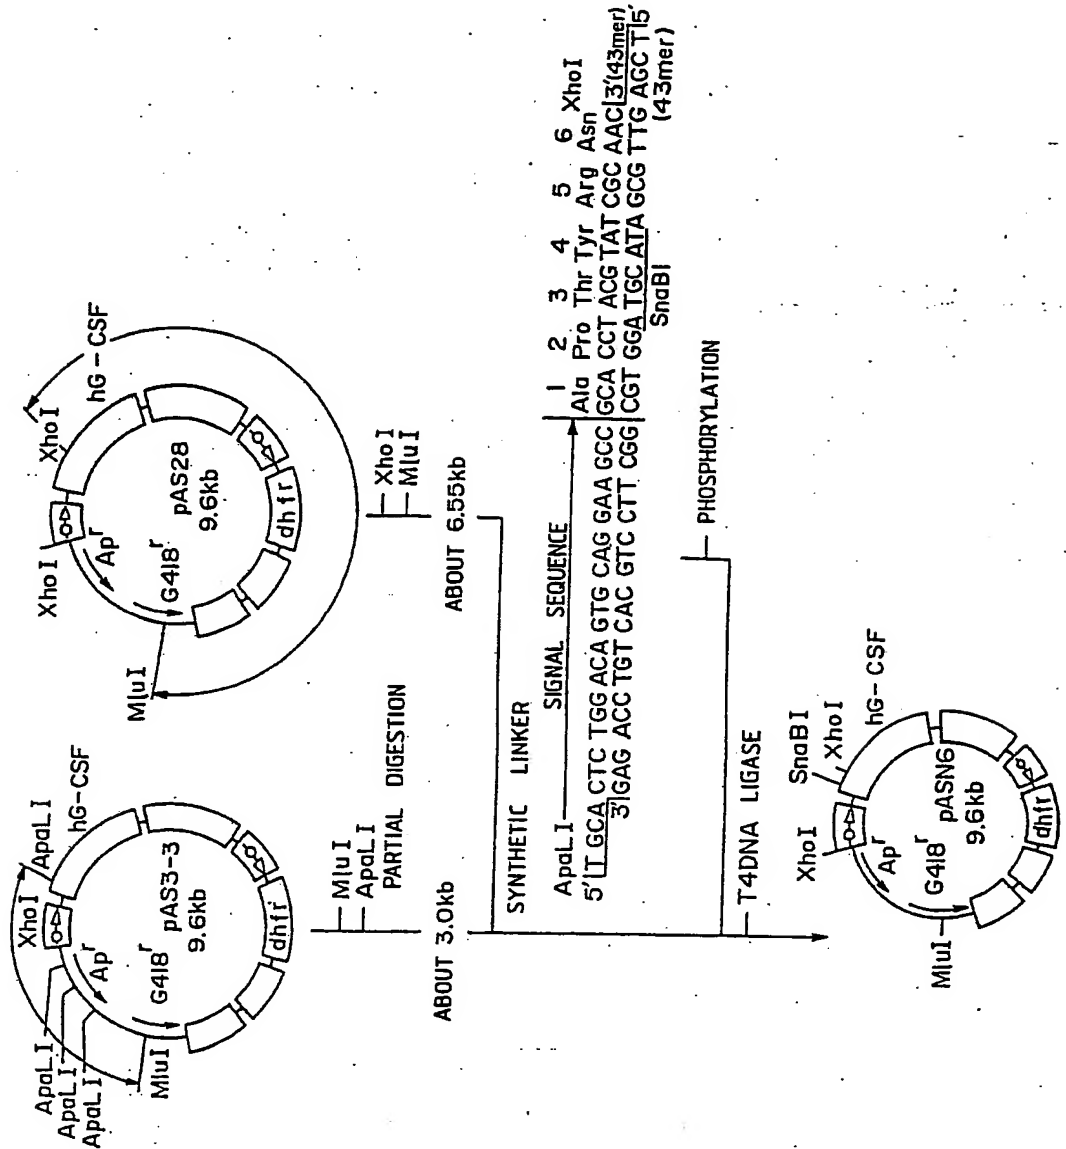 ApaLI
ApaLI
ApaLI
MluI
XhoI
ApaLI
hG-CSF
Ap^r
G418^r
pAS3-3
9.6kb
dhfr
XhoI
XhoI
hG-CSF
Ap^r
G418^r
pAS28
9.6kb
dhfr
MluI
MluI
ApaLI
PARTIAL DIGESTION
XhoI
MluI
ABOUT 3.0kb
ABOUT 6.55kb
SYNTHETIC LINKER
ApaLI
SIGNAL SEQUENCE
1 2 3 4 5 6
Ala Pro Thr Tyr Arg Asn XhoI
5' T GCA CTC TGG ACA GTG CAG GAA GCC GCA CCT ACG TAT CGC AAC 3'(43mer)
3' GAG ACC TGT CAC GTC CTT CGG CGT GGA TGC ATA GCG TTG AGC T 5'
SnaBI
(43mer)
PHOSPHORYLATION
T4DNA LIGASE
XhoI
SnaBI
XhoI
hG-CSF
Ap^r
G418^r
pASN6
9.6kb
dhfr
MluI